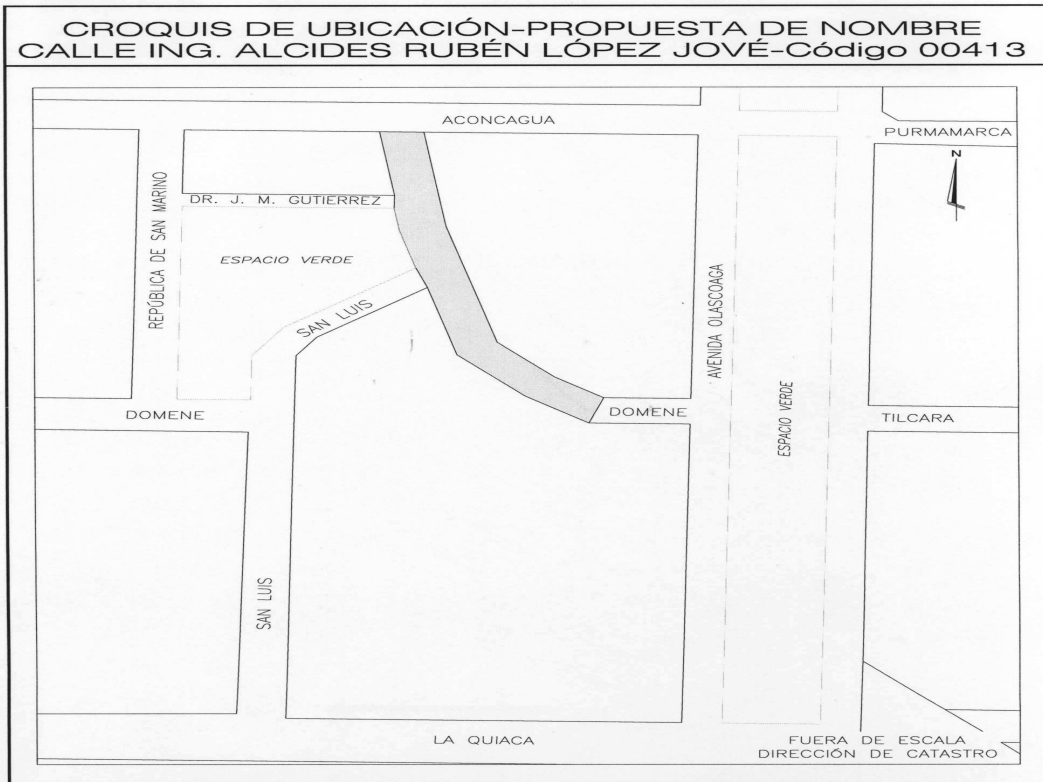 CROQUIS DE UBICACIÓN-PROPUESTA DE NOMBRE
CALLE ING. ALCIDES RUBÉN LÓPEZ JOVÉ-Código 00413
ACONCAGUA
PURMAMARCA
N
DR. J. M. GUTIERREZ
REPÚBLICA DE SAN MARINO
ESPACIO VERDE
SAN LUIS
AVENIDA OLASCOAGA
ESPACIO VERDE
DOMENE
DOMENE
TILCARA
SAN LUIS
LA QUIACA
FUERA DE ESCALA
DIRECCIÓN DE CATASTRO